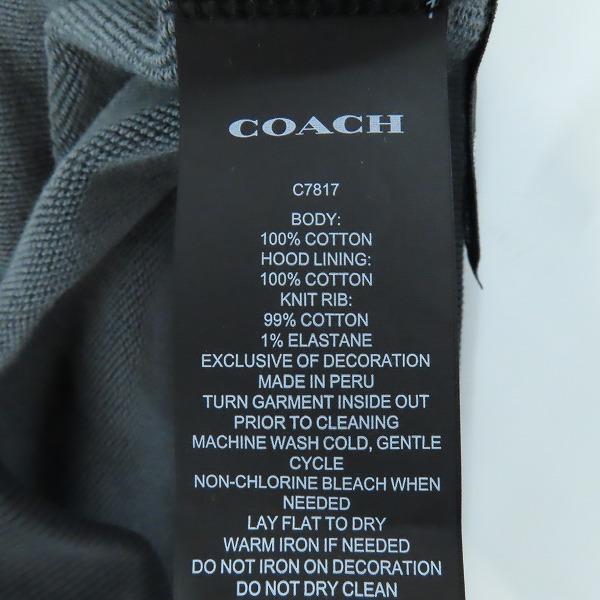 COACH
C7817
BODY:
100% COTTON
HOOD LINING:
100% COTTON
KNIT RIB:
99% COTTON
1% ELASTANE
EXCLUSIVE OF DECORATION
MADE IN PERU
TURN GARMENT INSIDE OUT
PRIOR TO CLEANING
MACHINE WASH COLD, GENTLE
CYCLE
NON-CHLORINE BLEACH WHEN
NEEDED
LAY FLAT TO DRY
WARM IRON IF NEEDED
DO NOT IRON ON DECORATION
DO NOT DRY CLEAN